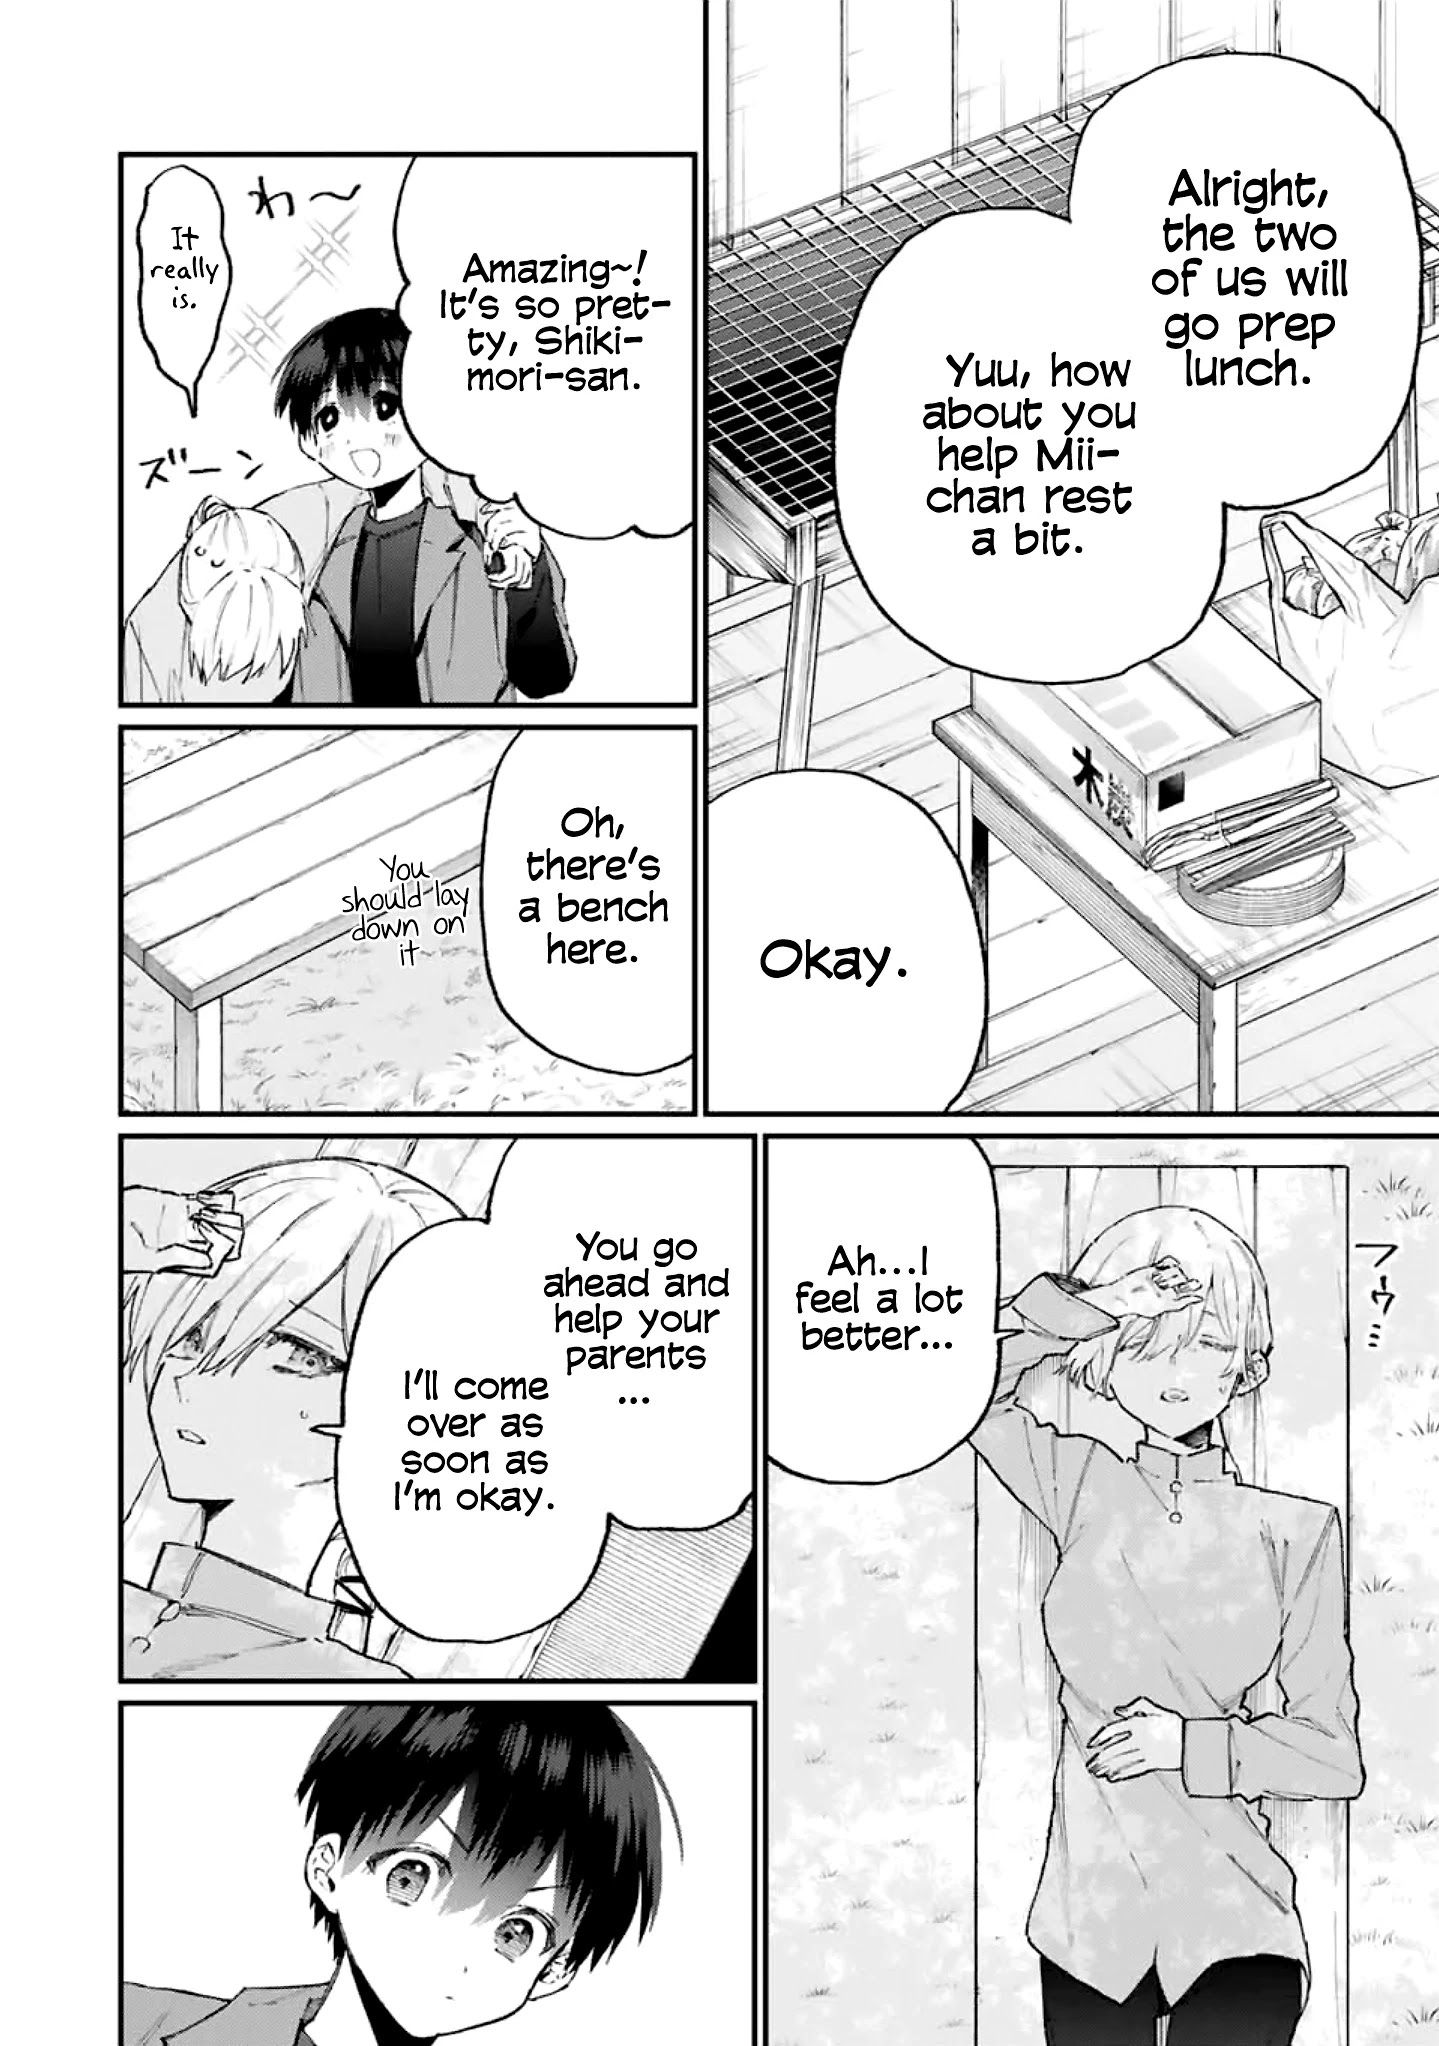 Alright,
the two
of us will
go prep
lunch.
Yuu, how
about you
help Mii-
chan rest
a bit.
木炭
Okay.
Amazing~!
It's so pret-
ty, Shiki-
mori-san.
わ～
It
really
is.
ズーン
Oh,
there's
a bench
here.
You
should lay
down on
it
Ah...I
feel a lot
better...
フゥ…
You go
ahead and
help your
parents
...
I'll come
over as
soon as
I'm okay.